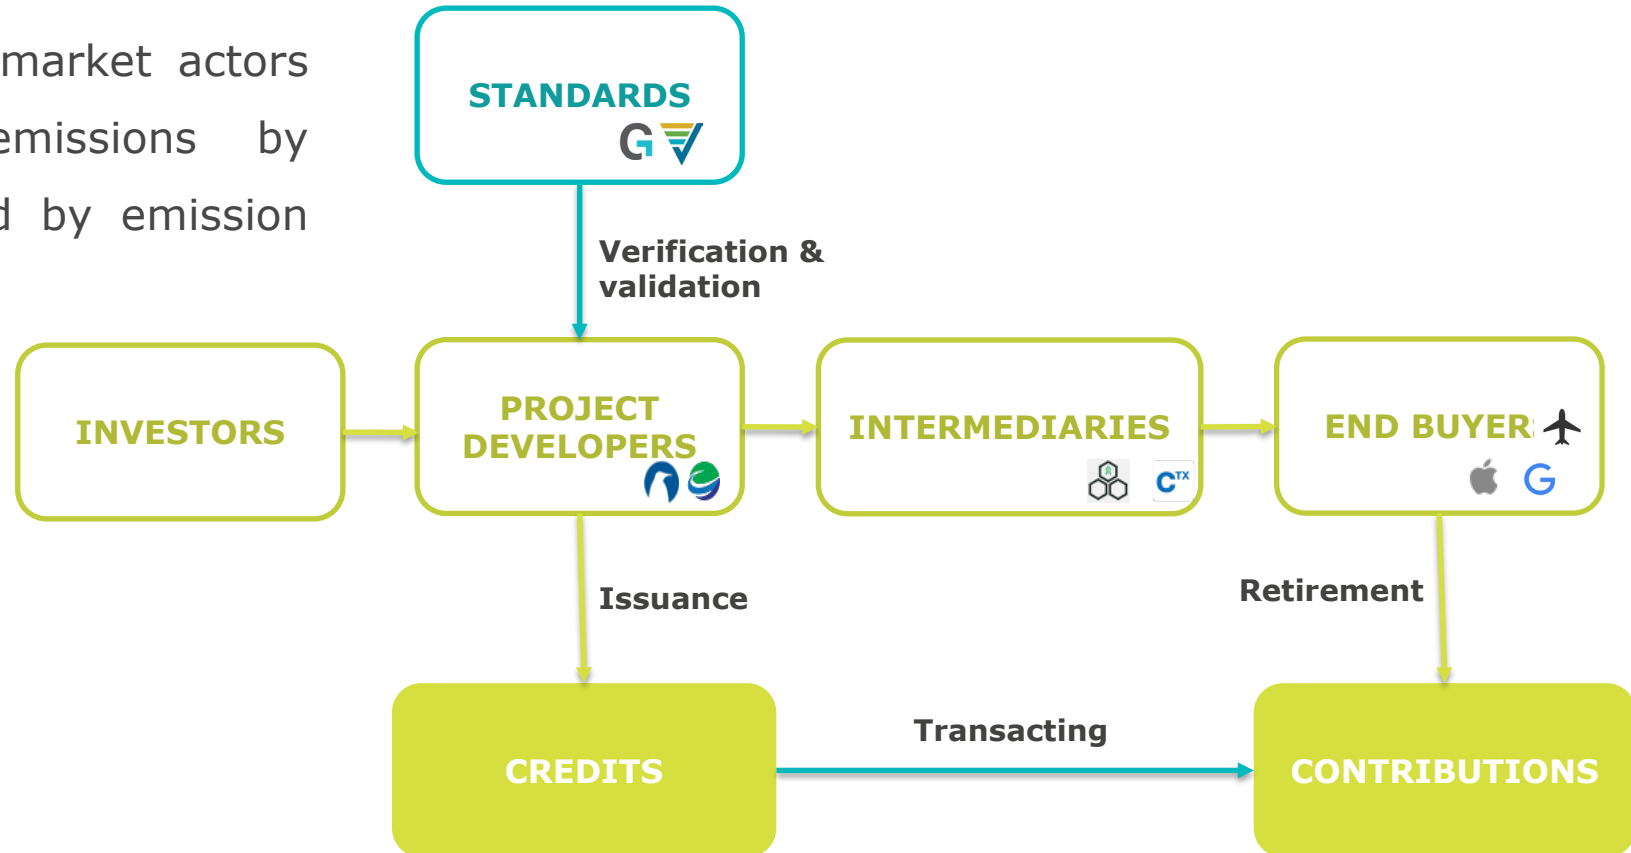 market actors
emissions by
by emission
STANDARDS
Verification &
validation
INVESTORS
PROJECT
DEVELOPERS
INTERMEDIARIES
CTX
END BUYER
G
Issuance
Retirement
CREDITS
Transacting
CONTRIBUTIONS